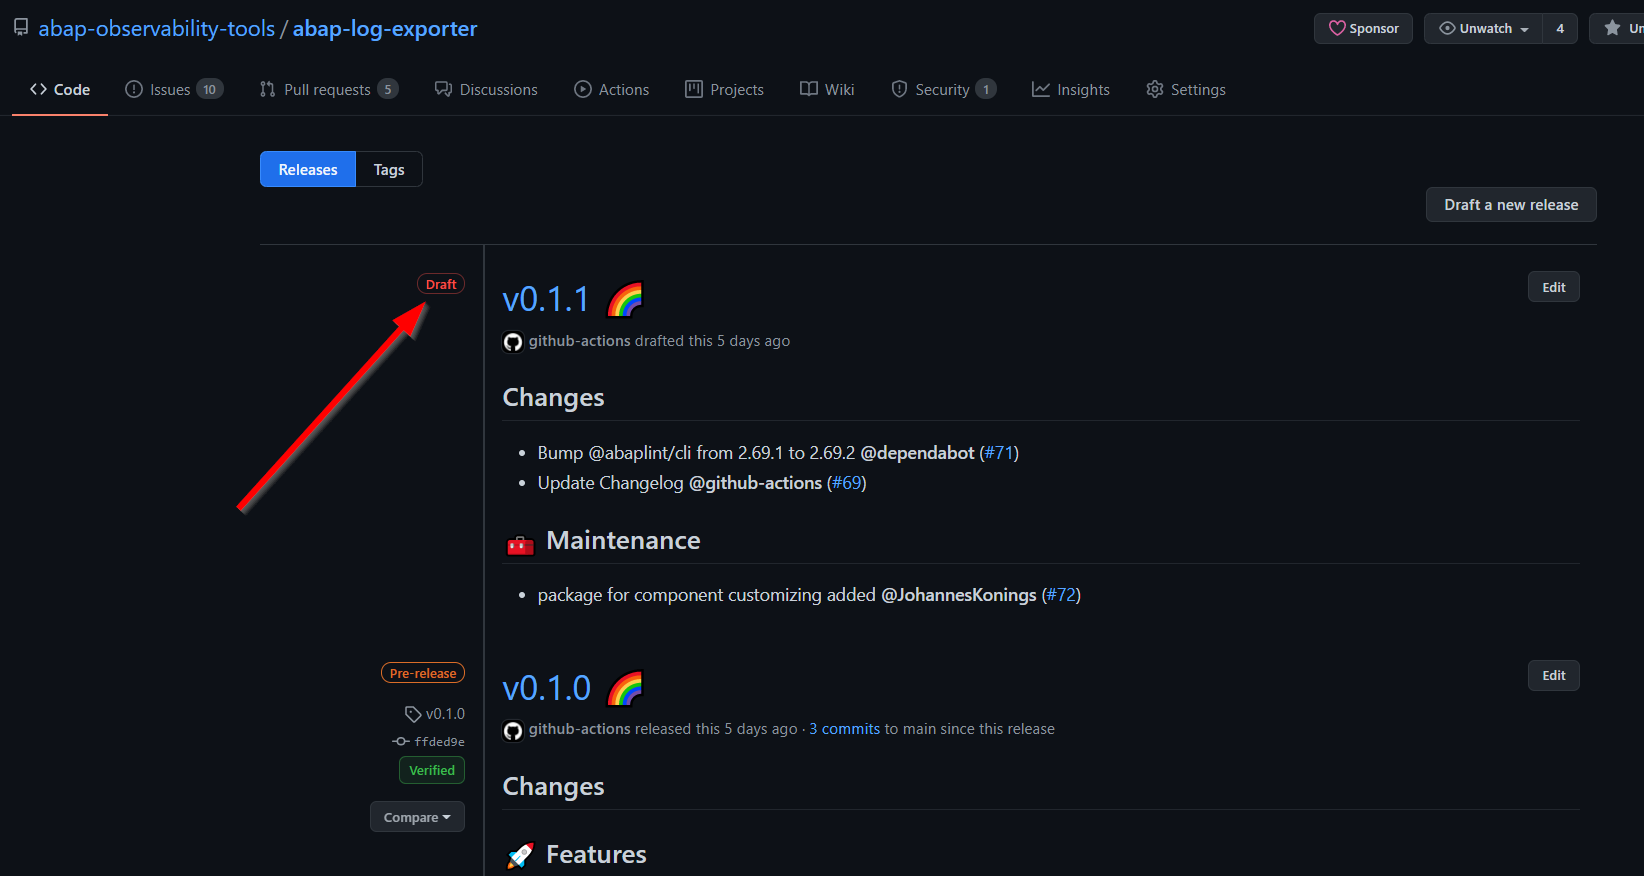 abap-observability-tools / abap-log-exporter
Sponsor
Unwatch 4
Un
Code
Issues 10
Pull requests 5
Discussions
Actions
Projects
Wiki
Security 1
Insights
Settings
Releases
Tags
Draft a new release
Draft
v0.1.1
Edit
github-actions drafted this 5 days ago
Changes
Bump @abaplint/cli from 2.69.1 to 2.69.2 @dependabot (#71)
Update Changelog @github-actions (#69)
Maintenance
package for component customizing added @JohannesKonings (#72)
Pre-release
v0.1.0
ffded9e
Verified
Compare
v0.1.0
Edit
github-actions released this 5 days ago · 3 commits to main since this release
Changes
Features